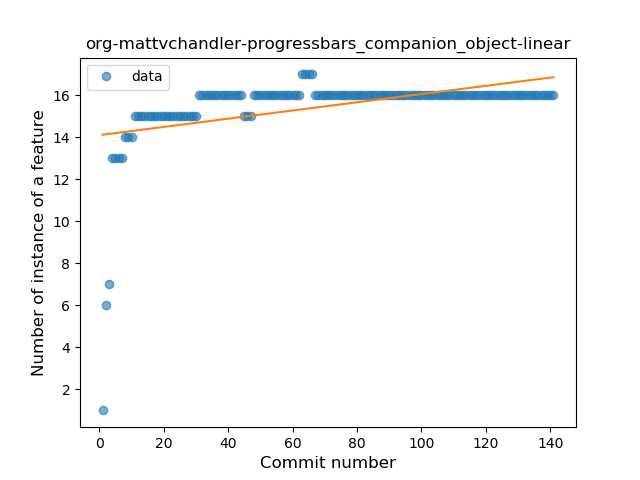 org-mattvchandler-progressbars_companion_object-linear
data
Number of instance of a feature
16
14
12
10
8
6
4
2
0 20 40 60 80 100 120 140
Commit number